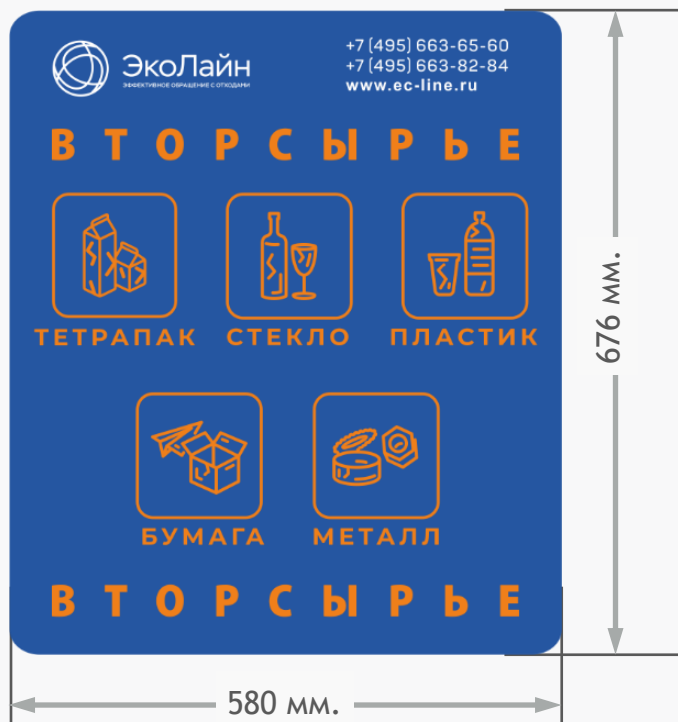 ЭкоЛайн
ЭФФЕКТИВНОЕ ОБРАЩЕНИЕ С ОТХОДАМИ
+7 (495) 663-65-60
+7 (495) 663-82-84
www.ec-line.ru
ВТОРСЫРЬЕ
ТЕТРАПАК СТЕКЛО ПЛАСТИК
БУМАГА МЕТАЛЛ
ВТОРСЫРЬЕ
676 мм.
580 мм.